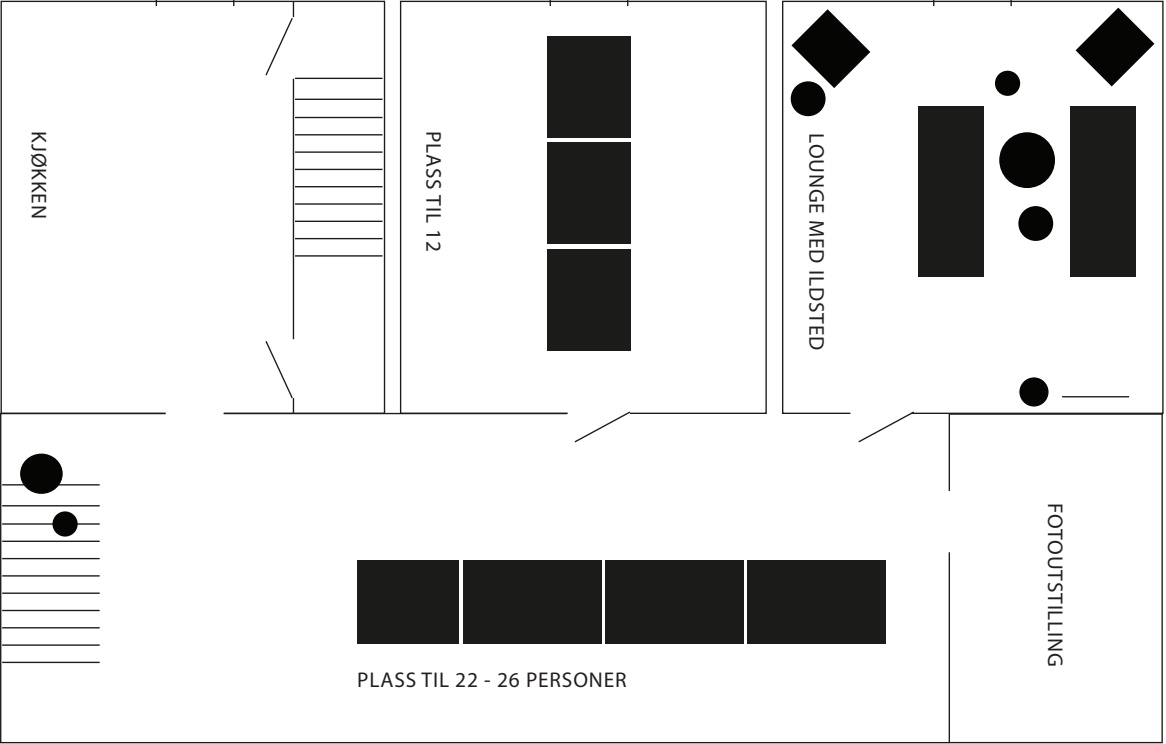 KJØKKEN
PLASS TIL 12
LOUNGE MED ILDSTED
FOTOUTSTILLING
PLASS TIL 22 - 26 PERSONER